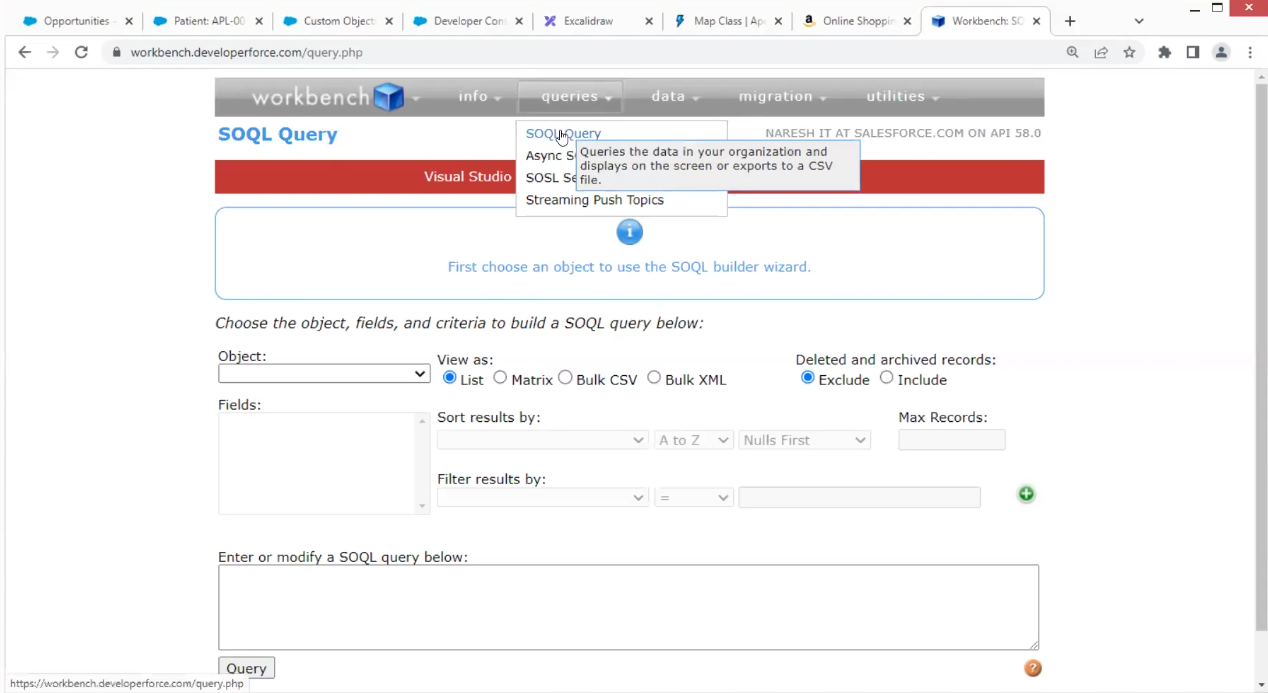 Opportunities -
Patient: APL-00
Custom Object
Developer Con
Excalidraw
Map Class | Ap
Online Shoppin
Workbench: SO
workbench.developerforce.com/query.php
workbench
info
queries
data
migration
utilities
SOQL Query
SOQL Query
NARESH IT AT SALESFORCE.COM ON API 58.0
Queries the data in your organization and
displays on the screen or exports to a CSV
file.
Async S
SOSL Se
Streaming Push Topics
Visual Studio
First choose an object to use the SOQL builder wizard.
Choose the object, fields, and criteria to build a SOQL query below:
Object:
View as:
Deleted and archived records:
List
Matrix
Bulk CSV
Bulk XML
Exclude
Include
Fields:
Sort results by:
Max Records:
A to Z
Nulls First
Filter results by:
=
Enter or modify a SOQL query below:
Query
https://workbench.developerforce.com/query.php